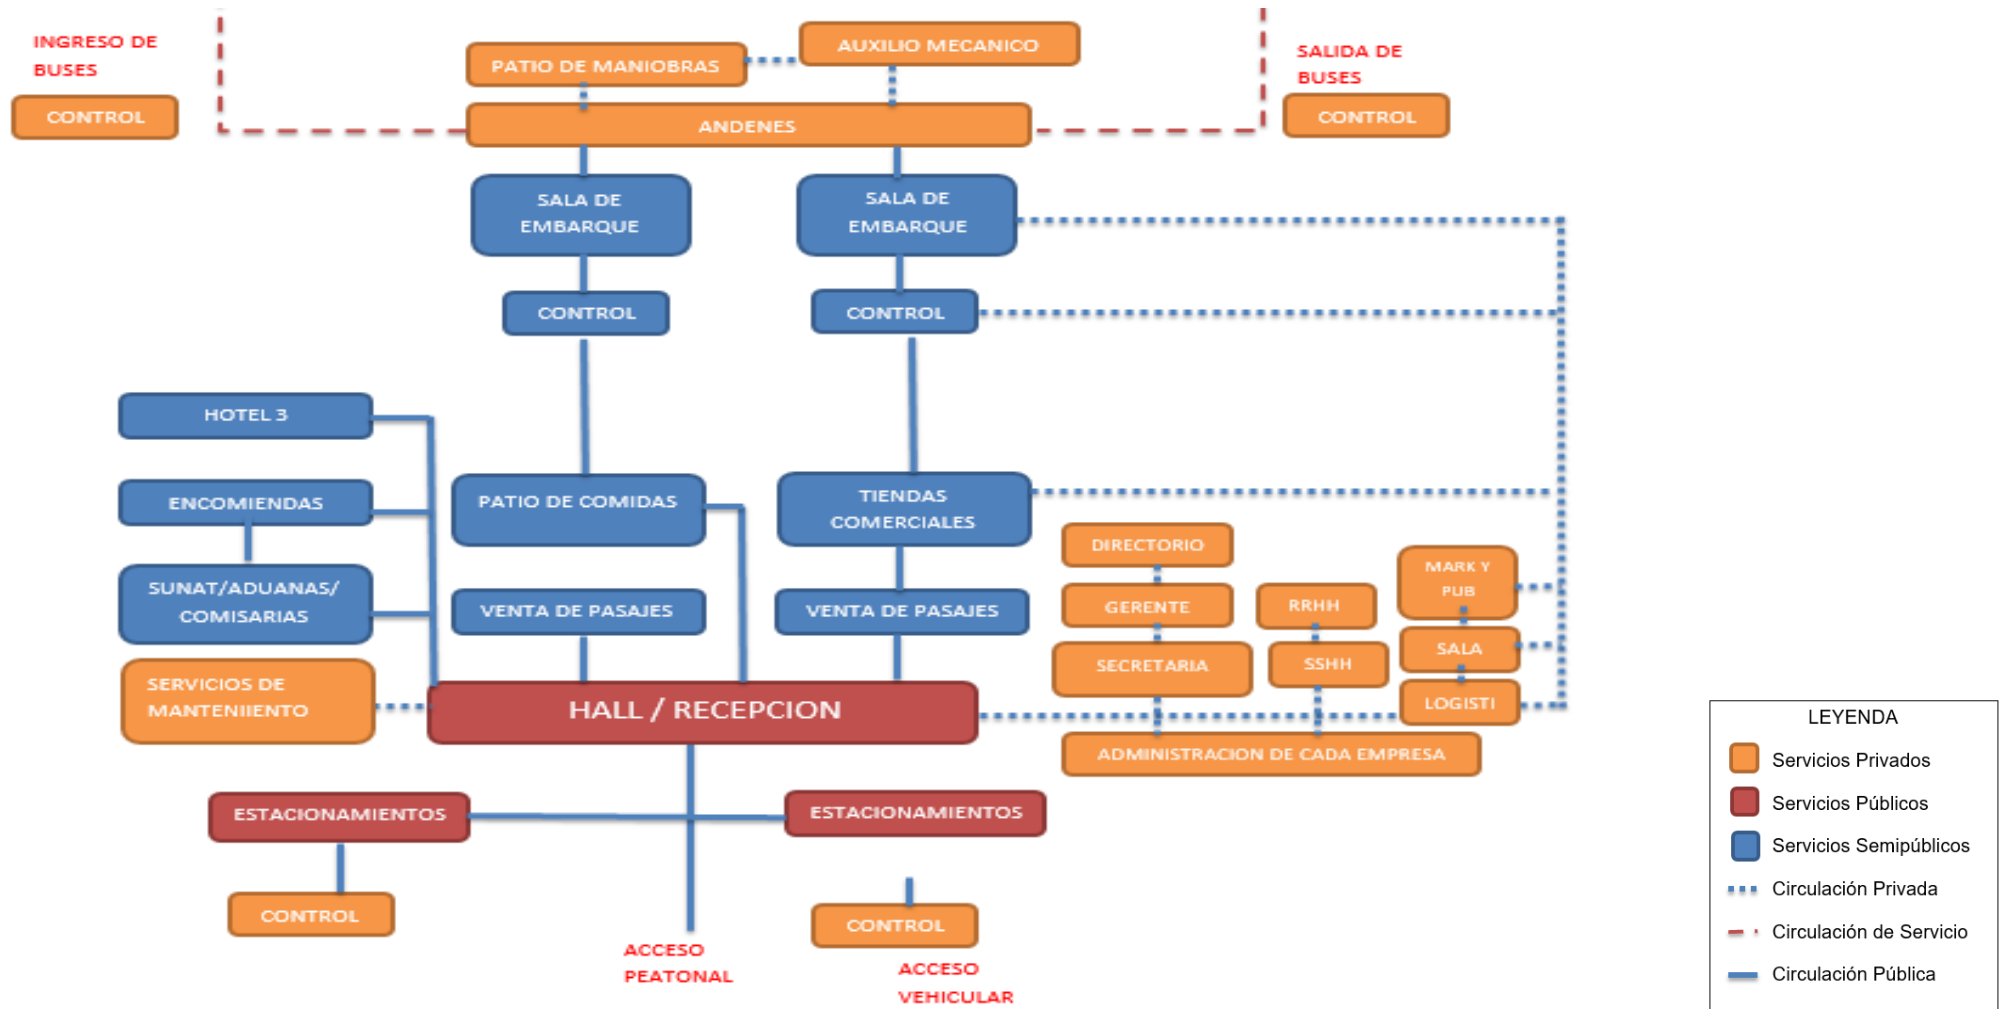 INGRESO DE
BUSES
CONTROL
PATIO DE MANIOBRAS
AUXILIO MECANICO
SALIDA DE
BUSES
CONTROL
ANDENES
SALA DE
EMBARQUE
SALA DE
EMBARQUE
CONTROL
CONTROL
HOTEL 3
ENCOMIENDAS
SUNAT/ADUANAS/
COMISARIAS
SERVICIOS DE
MANTENIIENTO
PATIO DE COMIDAS
TIENDAS
COMERCIALES
VENTA DE PASAJES
VENTA DE PASAJES
DIRECTORIO
GERENTE
SECRETARIA
RRHH
SSHH
MARK Y
PUB
SALA
LOGISTI
HALL / RECEPCION
ADMINISTRACION DE CADA EMPRESA
ESTACIONAMIENTOS
ESTACIONAMIENTOS
CONTROL
CONTROL
ACCESO
PEATONAL
ACCESO
VEHICULAR
LEYENDA
Servicios Privados
Servicios Públicos
Servicios Semipúblicos
Circulación Privada
Circulación de Servicio
Circulación Pública